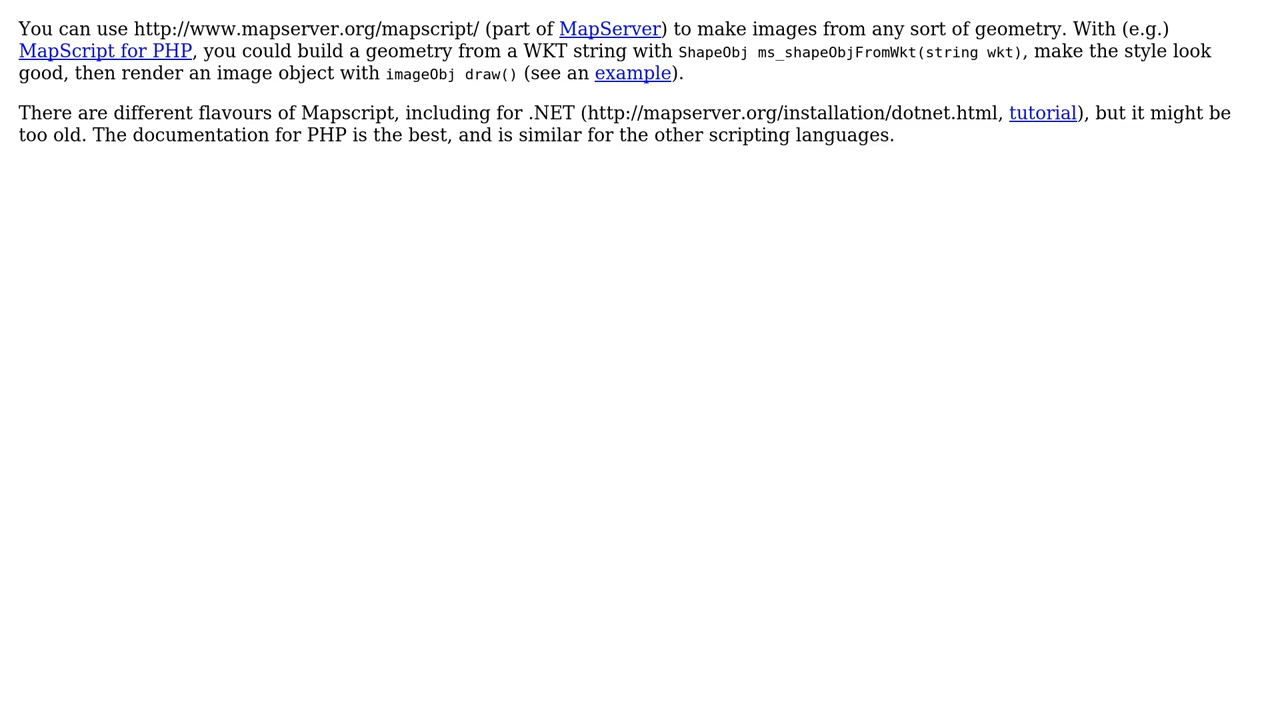 You can use http://www.mapserver.org/mapscript/ (part of MapServer) to make images from any sort of geometry. With (e.g.)
MapScript for PHP, you could build a geometry from a WKT string with ShapeObj ms_shapeObjFromWkt(string wkt), make the style look
good, then render an image object with imageObj draw() (see an example).
There are different flavours of Mapscript, including for .NET (http://mapserver.org/installation/dotnet.html, tutorial), but it might be
too old. The documentation for PHP is the best, and is similar for the other scripting languages.